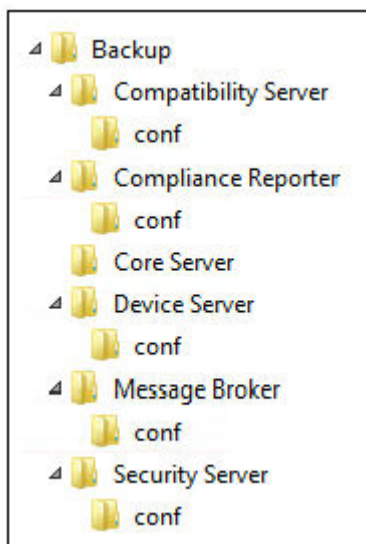 Backup
Compatibility Server
conf
Compliance Reporter
conf
Core Server
Device Server
conf
Message Broker
conf
Security Server
conf